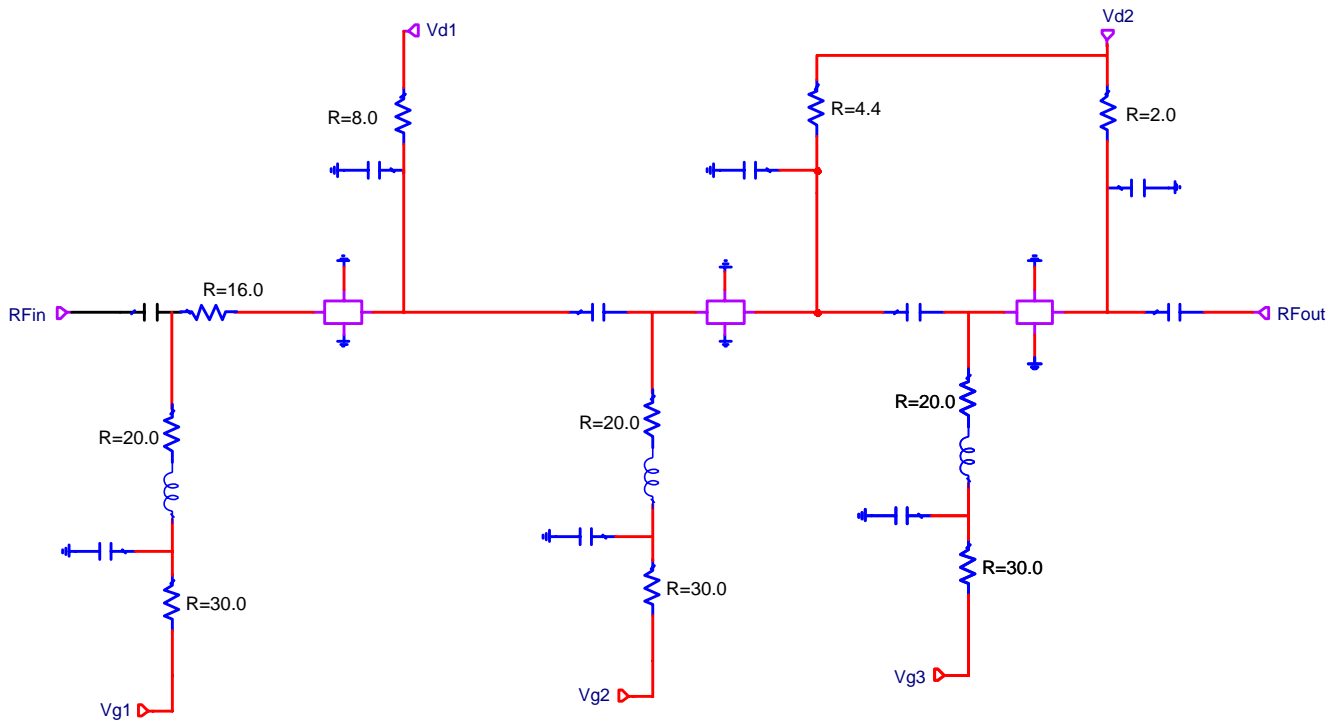 Vd1
Vd2
R=8.0
R=4.4
R=2.0
R=16.0
RFin
RFout
R=20.0
R=20.0
R=20.0
R=30.0
R=30.0
R=30.0
Vg1
Vg2
Vg3